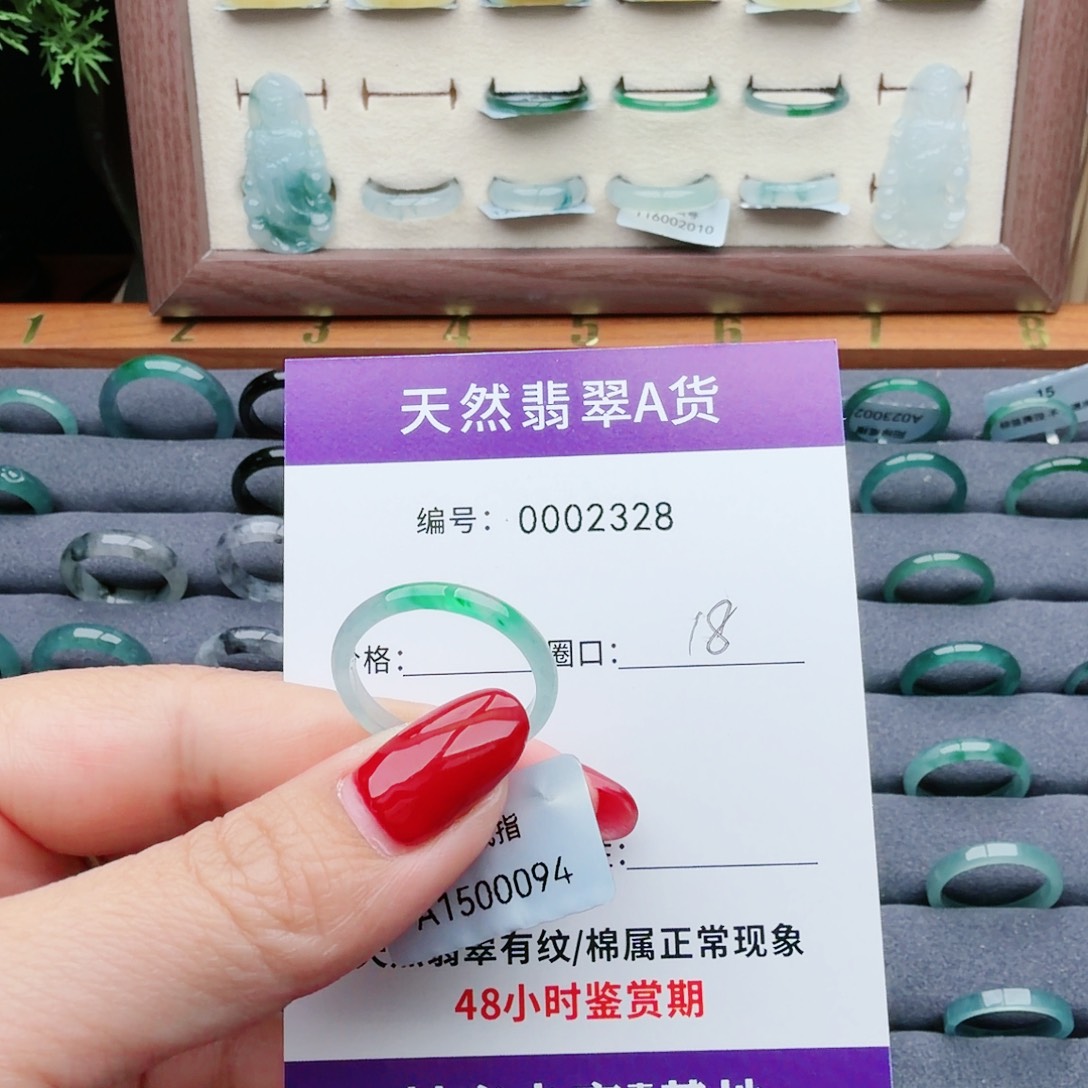 116002010
1 2 3 4 5 6 7 8
天然翡翠A货
15
A023002
编号：0002328
格： 圈口：18
指
A1500094
翡翠有纹/棉属正常现象
48小时鉴赏期